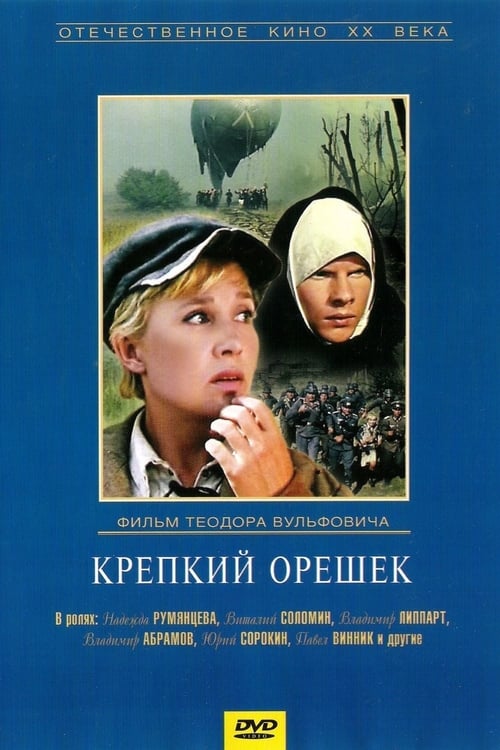 ОТЕЧЕСТВЕННОЕ КИНО XX ВЕКА
ФИЛЬМ ТЕОДОРА ВУЛЬФОВИЧА
КРЕПКИЙ ОРЕШЕК
В ролях: Надежда РУМЯНЦЕВА, Виталий СОЛОМИН, Владимир ЛИППАРТ,
Владимир АБРАМОВ, Юрий СОРОКИН, Павел ВИННИК и другие
DVD
VIDEO